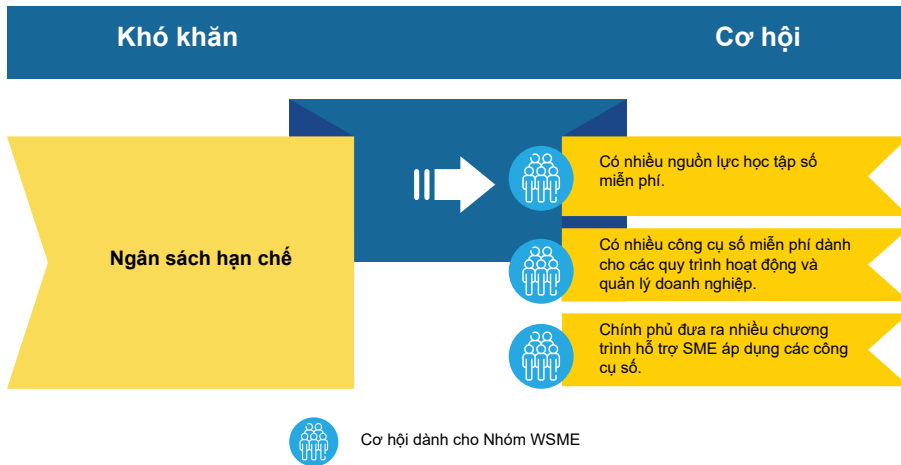 Khó khăn
Cơ hội
Ngân sách hạn chế
Có nhiều nguồn lực học tập số
miễn phí.
Có nhiều công cụ số miễn phí dành
cho các quy trình hoạt động và
quản lý doanh nghiệp.
Chính phủ đưa ra nhiều chương
trình hỗ trợ SME áp dụng các công
cụ số.
Cơ hội dành cho Nhóm WSME